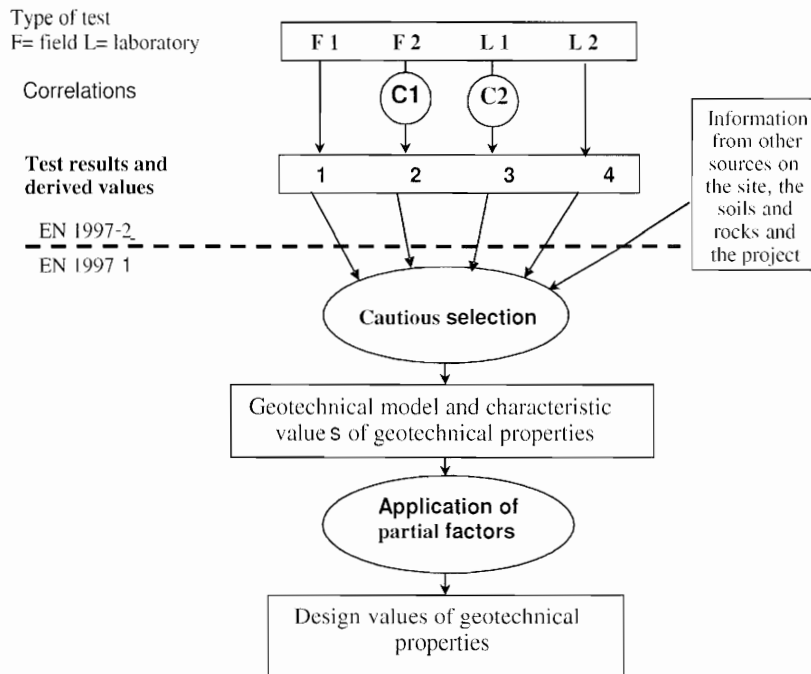 Type of test
F= field L= laboratory
F 1 F 2 L 1 L 2
Correlations
C1 C2
Information
from other
sources on
the site, the
soils and
rocks and
the project
Test results and
derived values
1 2 3 4
EN 1997-2
EN 1997 1
Cautious selection
Geotechnical model and characteristic
values of geotechnical properties
Application of
partial factors
Design values of geotechnical
properties